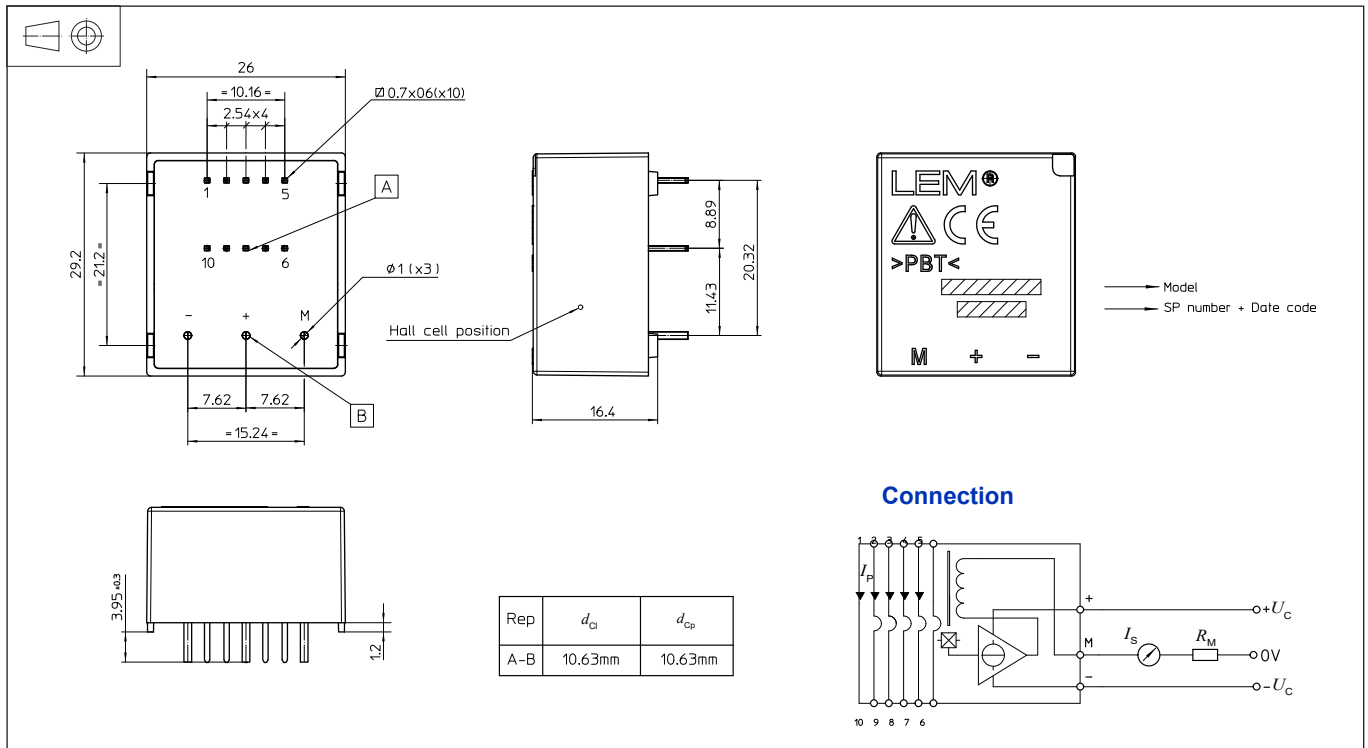 26
= 10.16 =
2.54x4
0.7x06(x10)
1
5
A
10
6
Ø1 (x3)
29.2
= 21.2 =
-
+
M
7.62
7.62
B
= 15.24 =
8.89
20.32
11.43
Hall cell position
16.4
LEM®
CE
>PBT<
Model
SP number + Date code
M + -
3.95 +0.3
1.2
Rep d_Cl d_Cp
A-B 10.63mm 10.63mm
Connection
1 2 3 4 5
I_P
+
+U_C
M
I_S
R_M
0V
-
-U_C
10 9 8 7 6